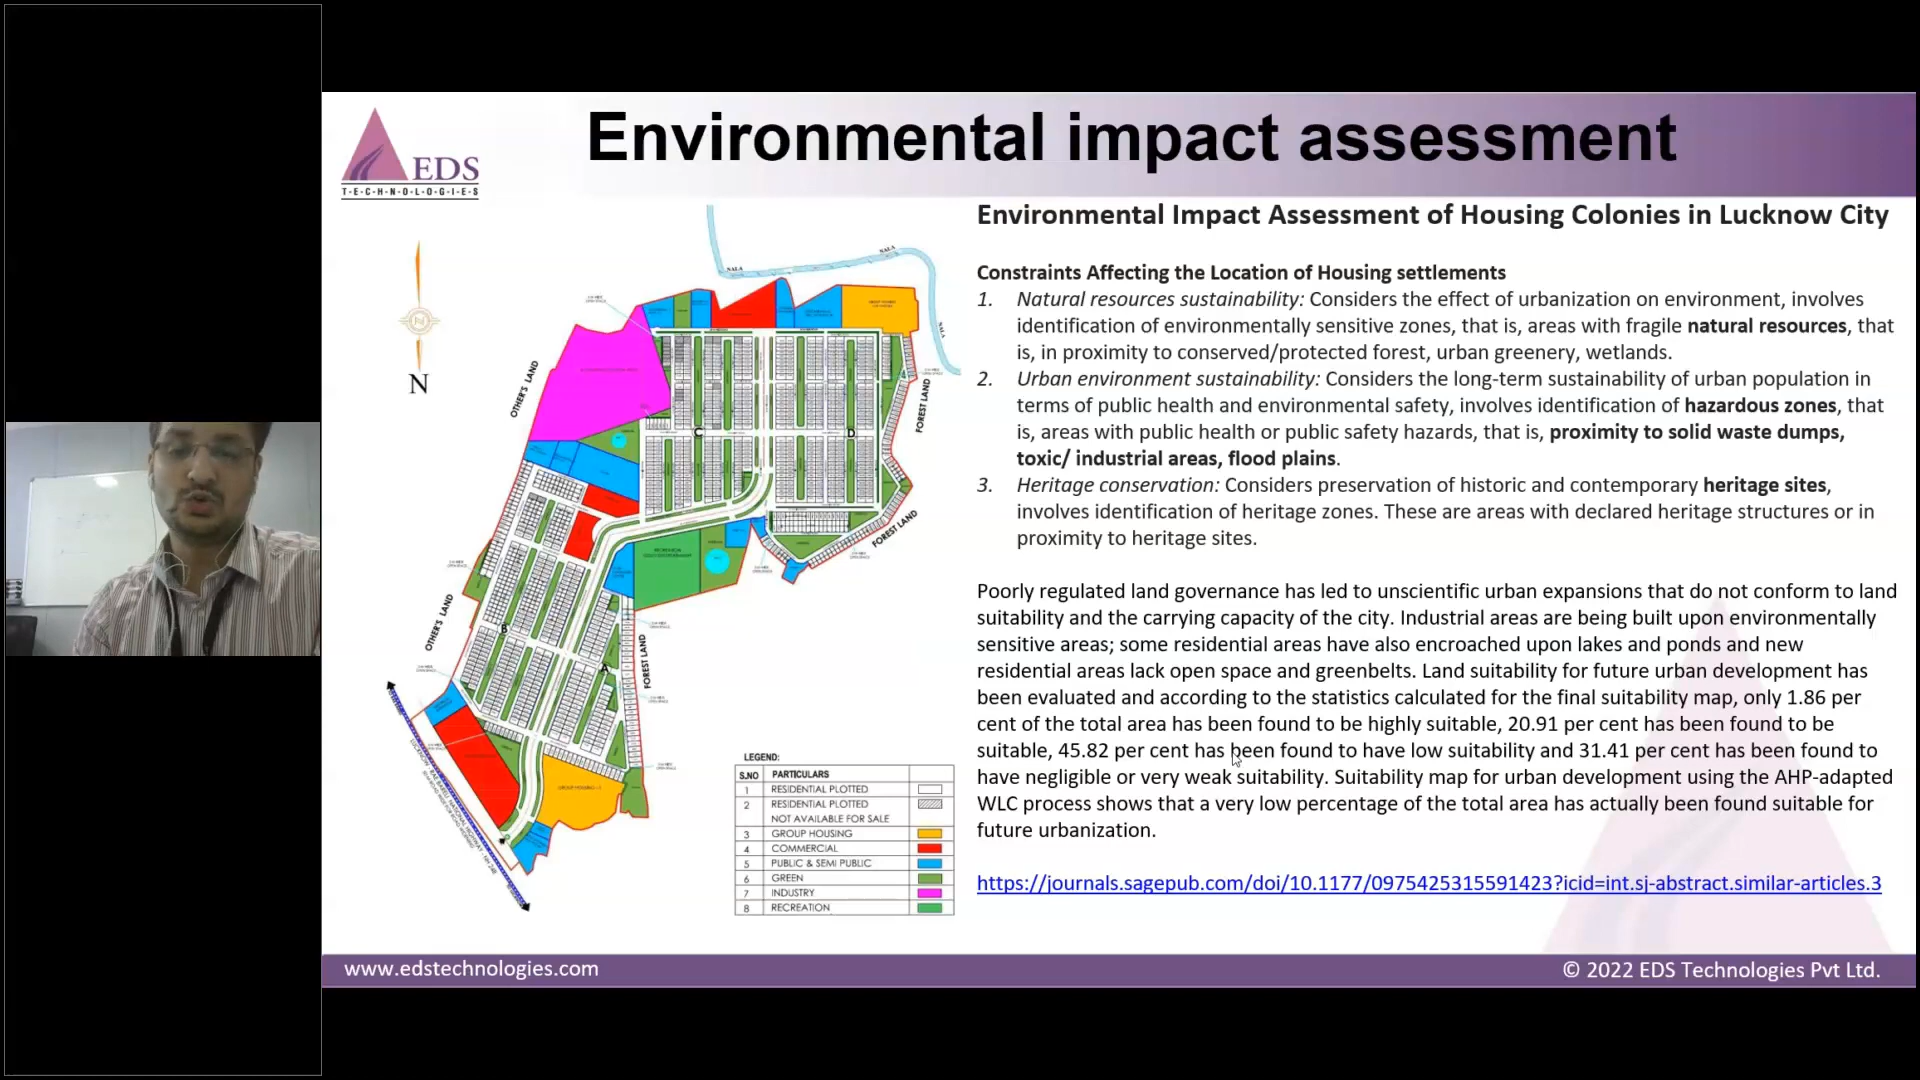 Environmental impact assessment
EDS
T·E·C·H·N·O·L·O·G·I·E·S
Environmental Impact Assessment of Housing Colonies in Lucknow City
Constraints Affecting the Location of Housing settlements
1. Natural resources sustainability: Considers the effect of urbanization on environment, involves
identification of environmentally sensitive zones, that is, areas with fragile natural resources, that
is, in proximity to conserved/protected forest, urban greenery, wetlands.
2. Urban environment sustainability: Considers the long-term sustainability of urban population in
terms of public health and environmental safety, involves identification of hazardous zones, that
is, areas with public health or public safety hazards, that is, proximity to solid waste dumps,
toxic/ industrial areas, flood plains.
3. Heritage conservation: Considers preservation of historic and contemporary heritage sites,
involves identification of heritage zones. These are areas with declared heritage structures or in
proximity to heritage sites.
Poorly regulated land governance has led to unscientific urban expansions that do not conform to land
suitability and the carrying capacity of the city. Industrial areas are being built upon environmentally
sensitive areas; some residential areas have also encroached upon lakes and ponds and new
residential areas lack open space and greenbelts. Land suitability for future urban development has
been evaluated and according to the statistics calculated for the final suitability map, only 1.86 per
cent of the total area has been found to be highly suitable, 20.91 per cent has been found to be
suitable, 45.82 per cent has been found to have low suitability and 31.41 per cent has been found to
have negligible or very weak suitability. Suitability map for urban development using the AHP-adapted
WLC process shows that a very low percentage of the total area has actually been found suitable for
future urbanization.
https://journals.sagepub.com/doi/10.1177/0975425315591423?icid=int.sj-abstract.similar-articles.3
N
NALA
NALA
NALA
OTHER'S LAND
FOREST LAND
C
D
FOREST LAND
OTHER'S LAND
B
A
FOREST LAND
GROUP HOUSING
LEGEND:
S.NO PARTICULARS
1 RESIDENTIAL PLOTTED
2 RESIDENTIAL PLOTTED
NOT AVAILABLE FOR SALE
3 GROUP HOUSING
4 COMMERCIAL
5 PUBLIC & SEMI PUBLIC
6 GREEN
7 INDUSTRY
8 RECREATION
www.edstechnologies.com
© 2022 EDS Technologies Pvt Ltd.